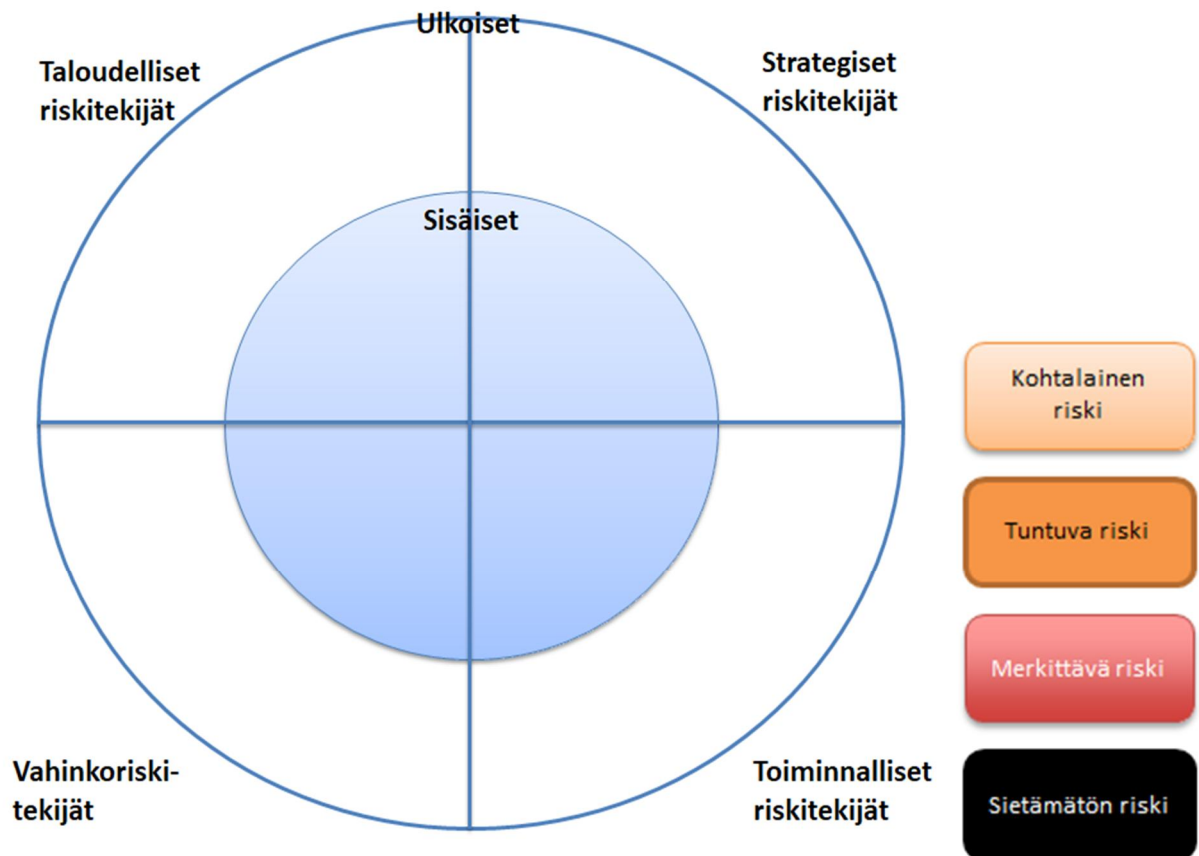 Ulkoiset
Taloudelliset
riskitekijät
Strategiset
riskitekijät
Sisäiset
Kohtalainen
riski
Tuntuva riski
Merkittävä riski
Vahinkoriski-
tekijät
Toiminnalliset
riskitekijät
Sietämätön riski